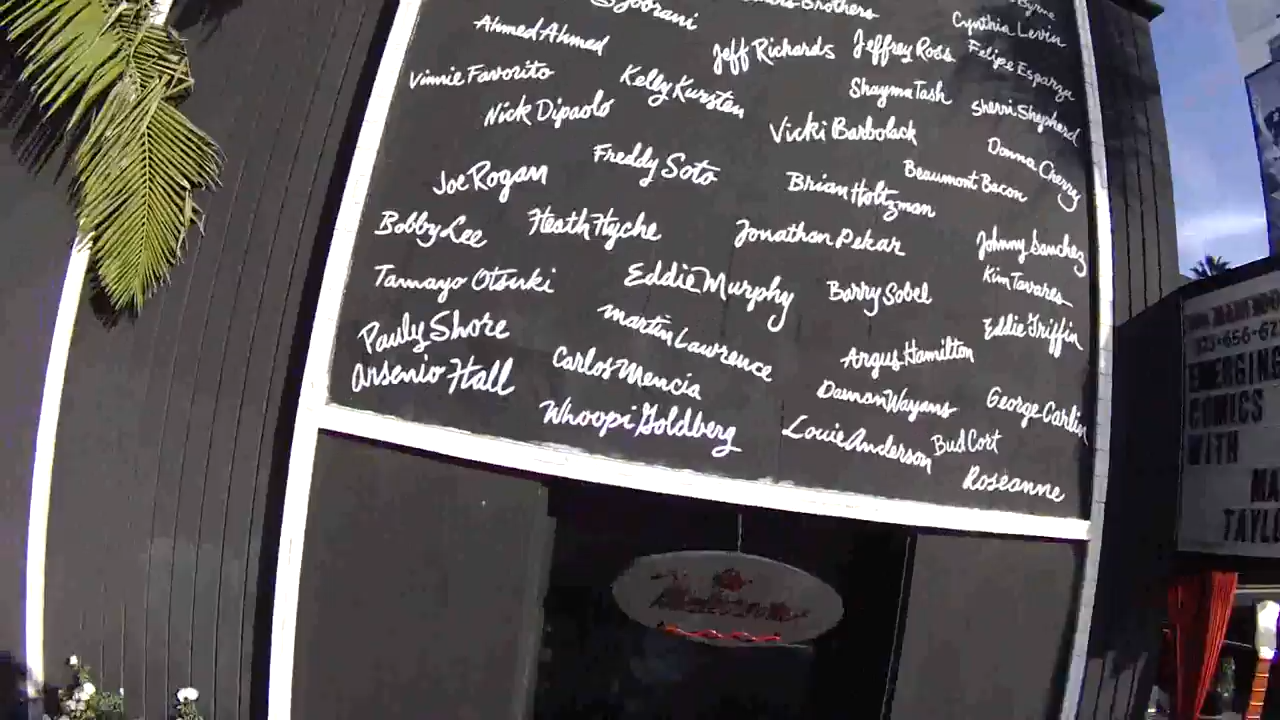 Jobrani
Brothers
Byrne
Cynthia Levin
Ahmed Ahmed
Jeff Richards
Jeffrey Ross
Felipe Esparza
Vinnie Favorito
Kelly Kursten
Shayma Tash
Sherri Shepherd
Nick Dipaolo
Vicki Barbolack
Donna Cherry
Freddy Soto
Beaumont Bacon
Joe Rogan
Brian Holtzman
Bobby Lee
Heath Hyche
Jonathan Pekar
Johnny Sanchez
Tamayo Otsuki
Eddie Murphy
Barry Sobel
Kim Tavares
Pauly Shore
Martin Lawrence
Argus Hamilton
Eddie Griffin
Arsenio Hall
Carlos Mencia
Damon Wayans
George Carlin
Whoopi Goldberg
Louie Anderson
Bud Cort
Roseanne
EMERGING
COMICS
WITH